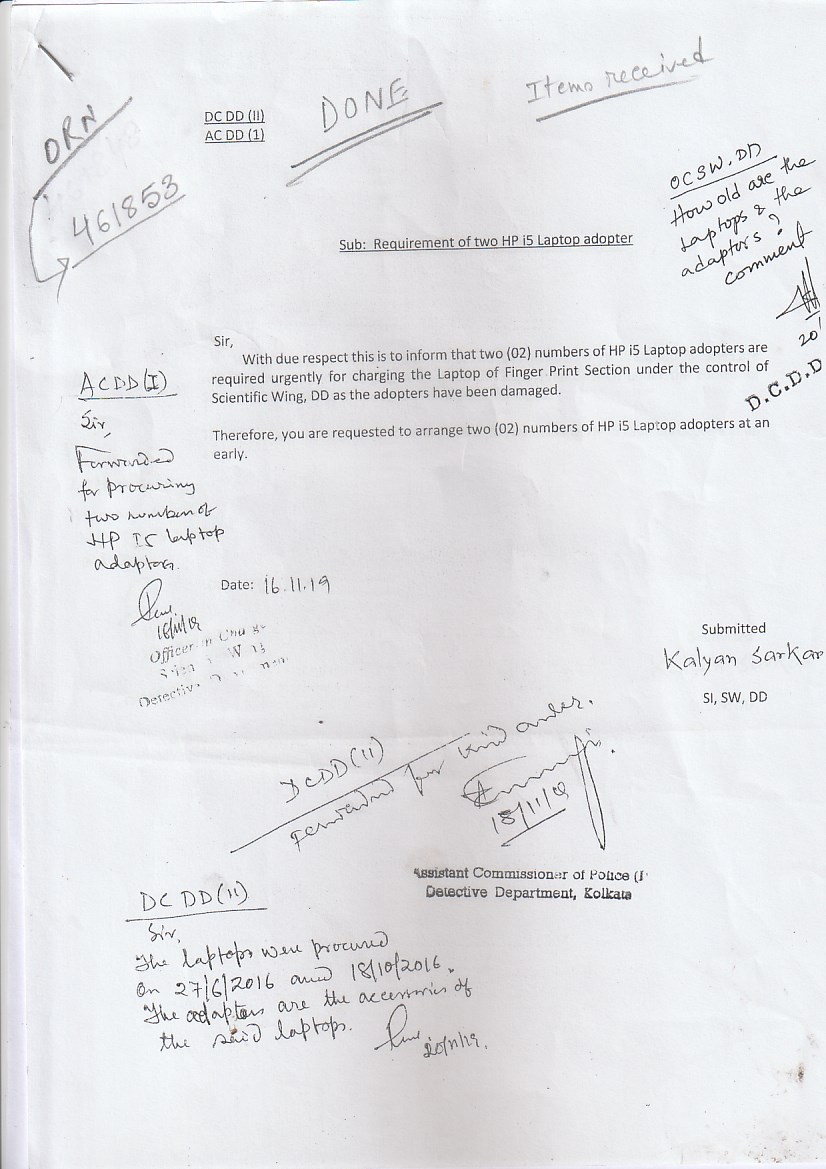 ORN
461853
DC DD (II)
AC DD (1)
DONE
Items received
OCSW, DD
How old are the
Laptops & the
adaptors?
comment
20/
D.C.D.D
Sub: Requirement of two HP i5 Laptop adopter
Sir,
With due respect this is to inform that two (02) numbers of HP i5 Laptop adopters are
required urgently for charging the Laptop of Finger Print Section under the control of
Scientific Wing, DD as the adopters have been damaged.
Therefore, you are requested to arrange two (02) numbers of HP i5 Laptop adopters at an
early.
ACDD(I)
Sir,
Forwarded
for procuring
two number of
HP I5 laptop
adaptors.
16/11/19
Officer in
Date: 16.11.19
Submitted
Kalyan Sarkar
SI, SW, DD
DCDD(II)
Forwarded for kind order.
18/11/19
Assistant Commissioner of Police (I
Detective Department, Kolkata
DC DD(II)
Sir,
The laptops were procured
on 27/6/2016 and 18/10/2016.
The adaptors are the accessories of
the said laptops.
20/11/19.